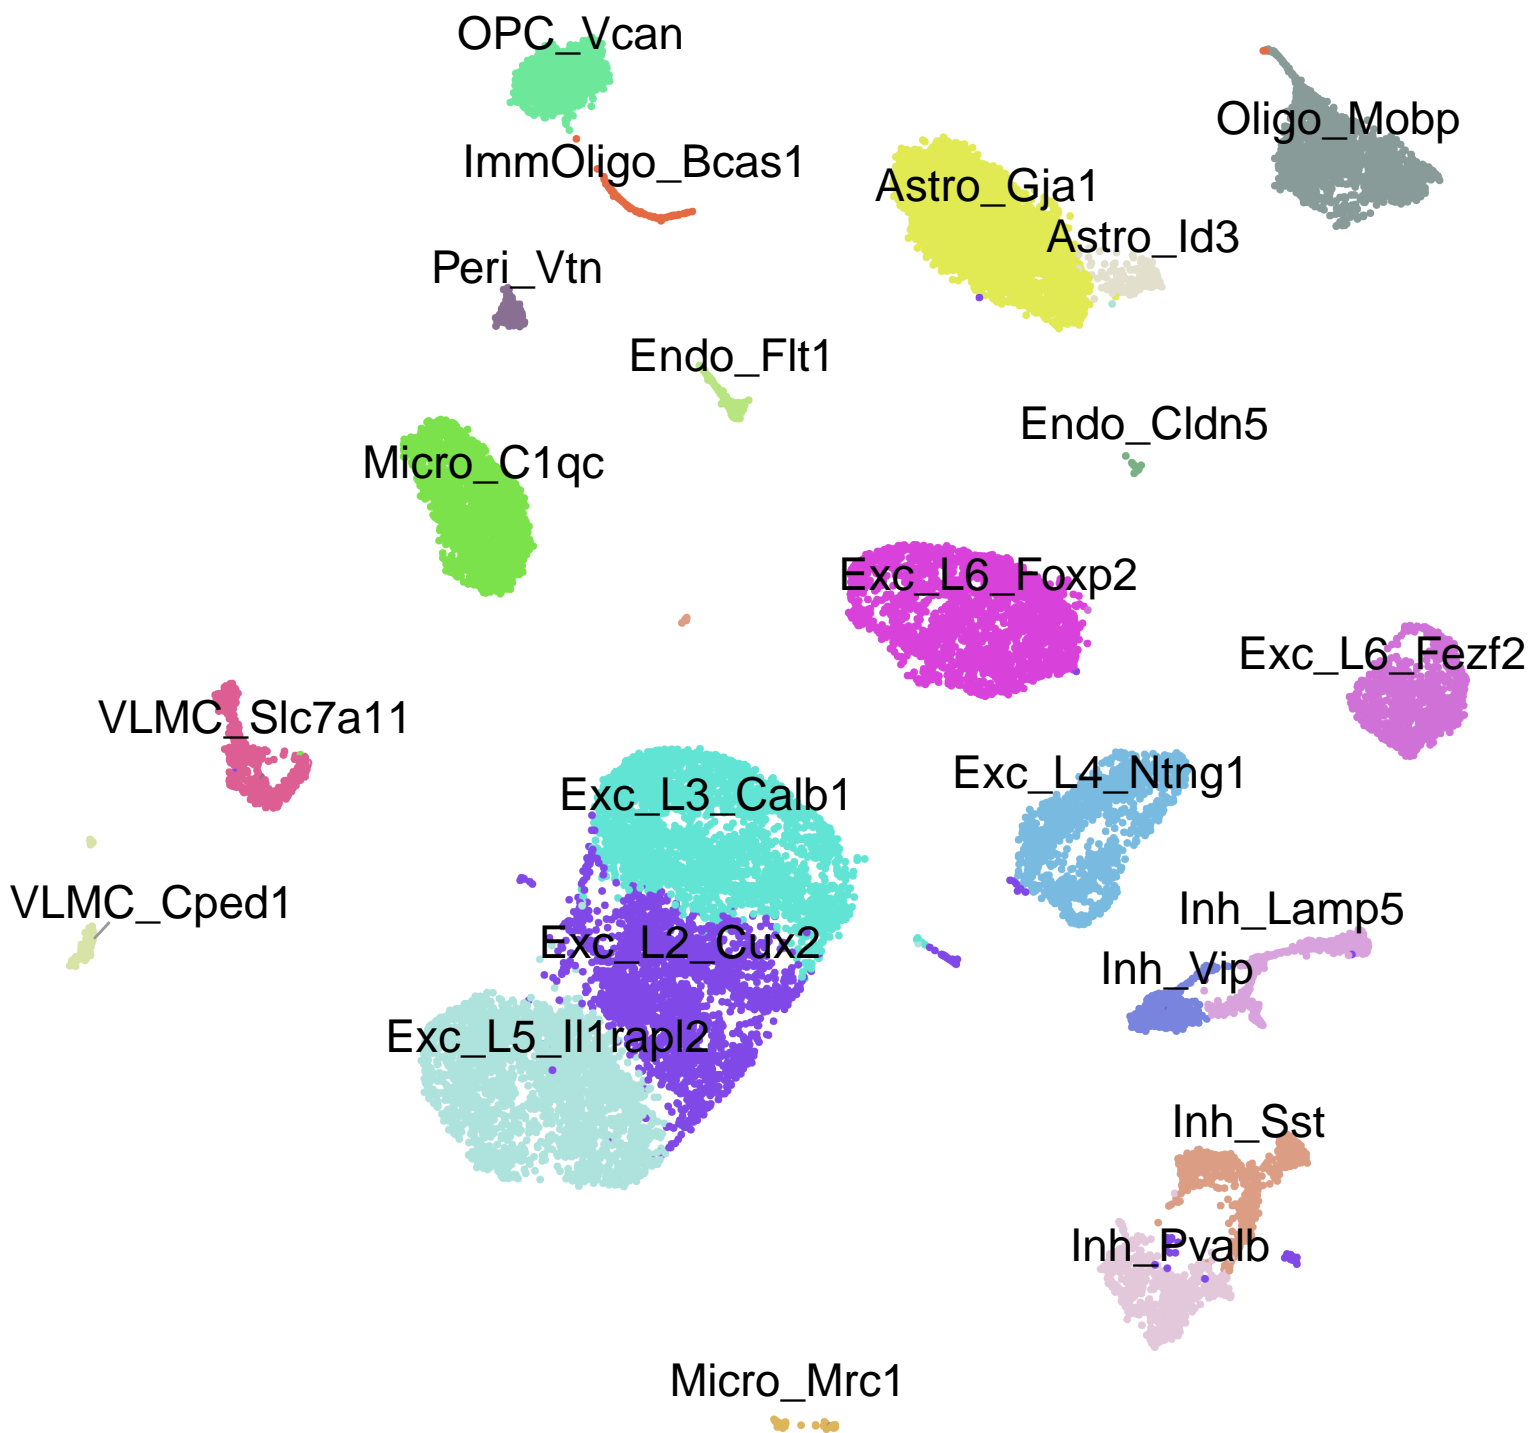 OPC_Vcan
Oligo_Mobp
ImmOligo_Bcas1
Astro_Gja1
Astro_Id3
Peri_Vtn
Endo_Flt1
Endo_Cldn5
Micro_C1qc
Exc_L6_Foxp2
Exc_L6_Fezf2
VLMC_Slc7a11
Exc_L4_Ntng1
Exc_L3_Calb1
VLMC_Cped1
Inh_Lamp5
Exc_L2_Cux2
Inh_Vip
Exc_L5_Il1rapl2
Inh_Sst
Inh_Pvalb
Micro_Mrc1